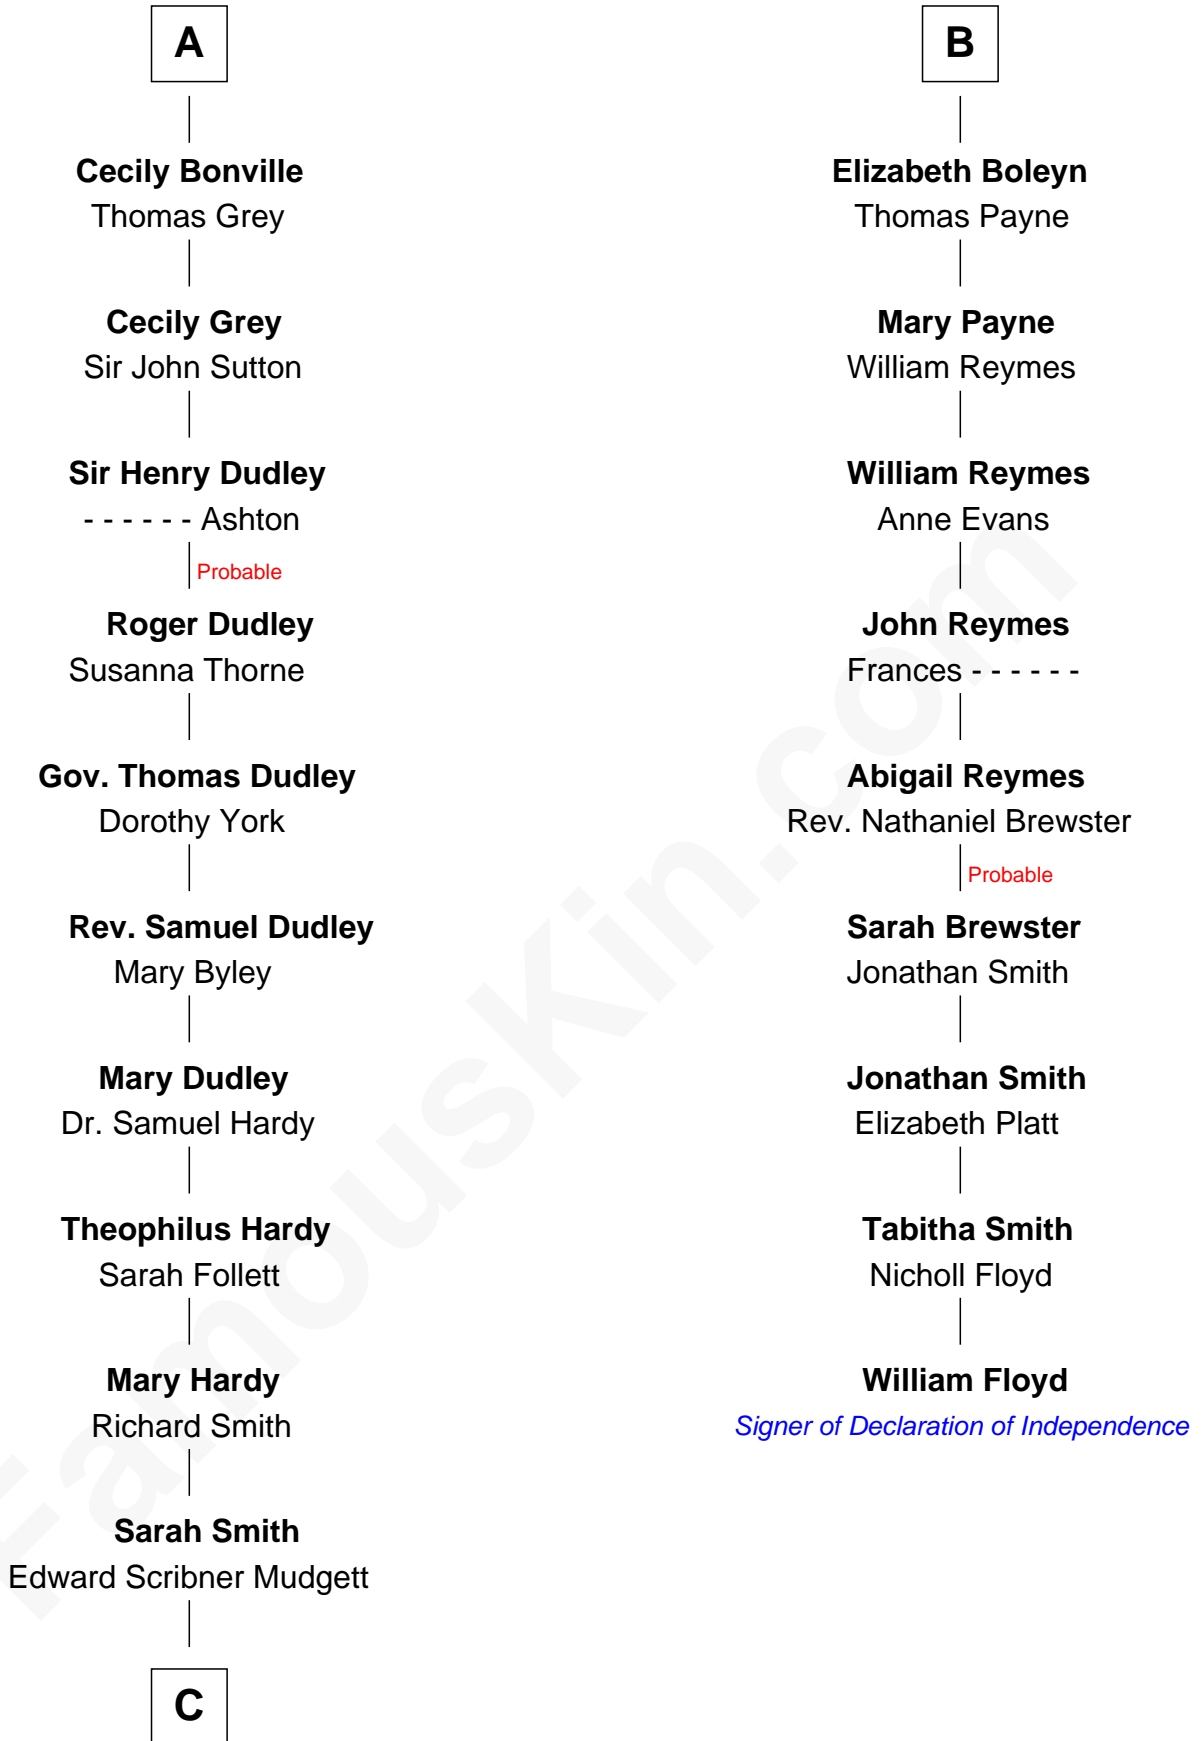 A
Cecily Bonville
Thomas Grey
Cecily Grey
Sir John Sutton
Sir Henry Dudley
- - - - - - Ashton
Probable
Roger Dudley
Susanna Thorne
Gov. Thomas Dudley
Dorothy York
Rev. Samuel Dudley
Mary Byley
Mary Dudley
Dr. Samuel Hardy
Theophilus Hardy
Sarah Follett
Mary Hardy
Richard Smith
Sarah Smith
Edward Scribner Mudgett
C
B
Elizabeth Boleyn
Thomas Payne
Mary Payne
William Reymes
William Reymes
Anne Evans
John Reymes
Frances - - - - - -
Abigail Reymes
Rev. Nathaniel Brewster
Probable
Sarah Brewster
Jonathan Smith
Jonathan Smith
Elizabeth Platt
Tabitha Smith
Nicholl Floyd
William Floyd
Signer of Declaration of Independence
FamousKin.com